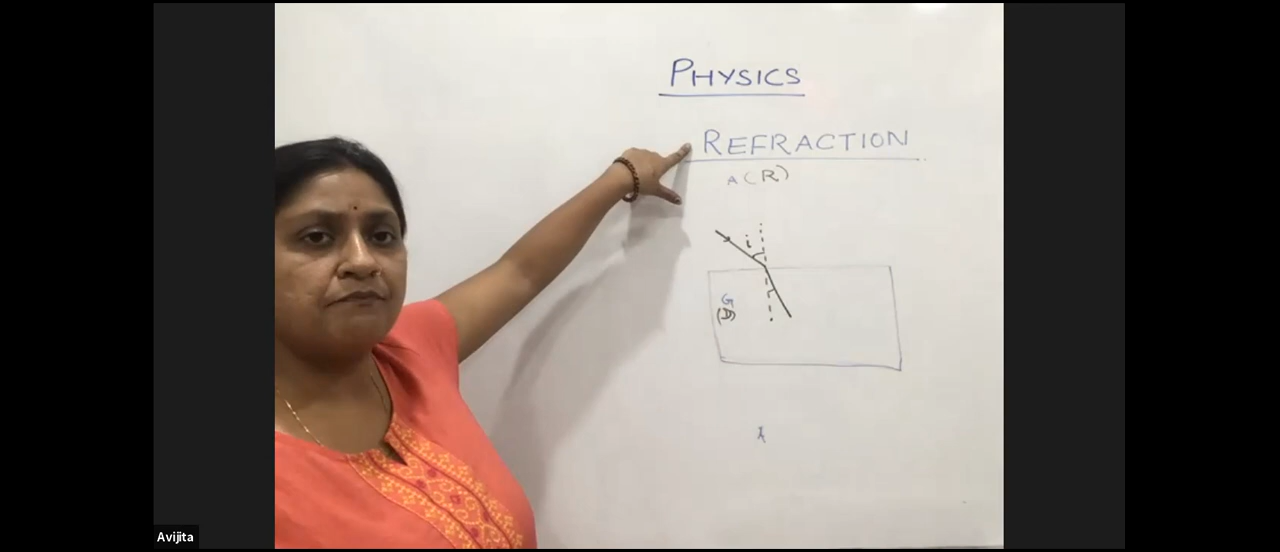 PHYSICS
REFRACTION
A (R)
i
G
(D)
A
Avijita